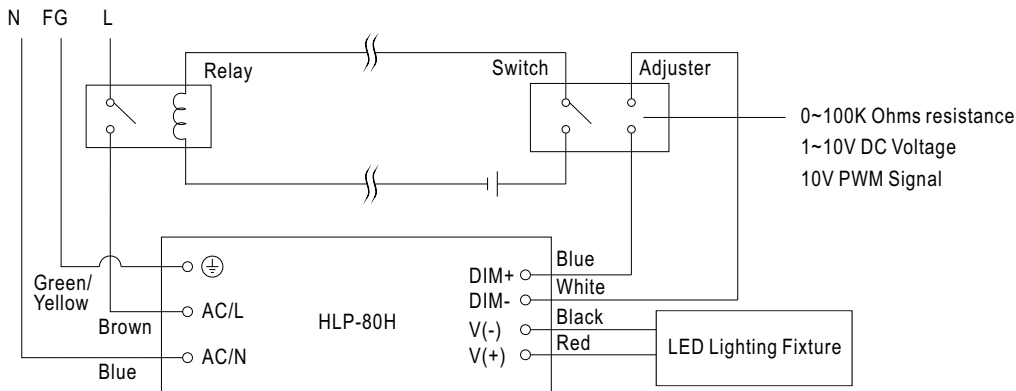 N FG L
Relay
Switch
Adjuster
0~100K Ohms resistance
1~10V DC Voltage
10V PWM Signal
Green/
Yellow
Brown
Blue
AC/L
AC/N
HLP-80H
DIM+
DIM-
V(-)
V(+)
Blue
White
Black
Red
LED Lighting Fixture